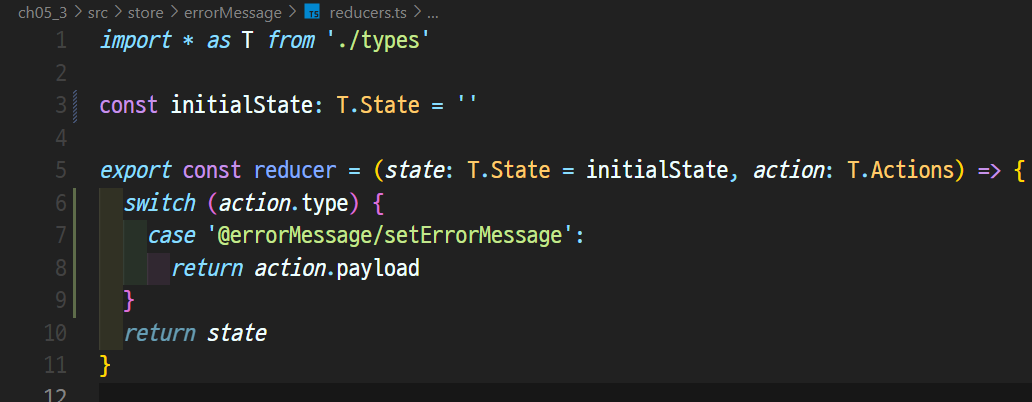 ch05_3 > src > store > errorMessage > TS reducers.ts > ...
1 import * as T from './types'
2
3 const initialState: T.State = ''
4
5 export const reducer = (state: T.State = initialState, action: T.Actions) => {
6 switch (action.type) {
7 case '@errorMessage/setErrorMessage':
8 return action.payload
9 }
10 return state
11 }
12